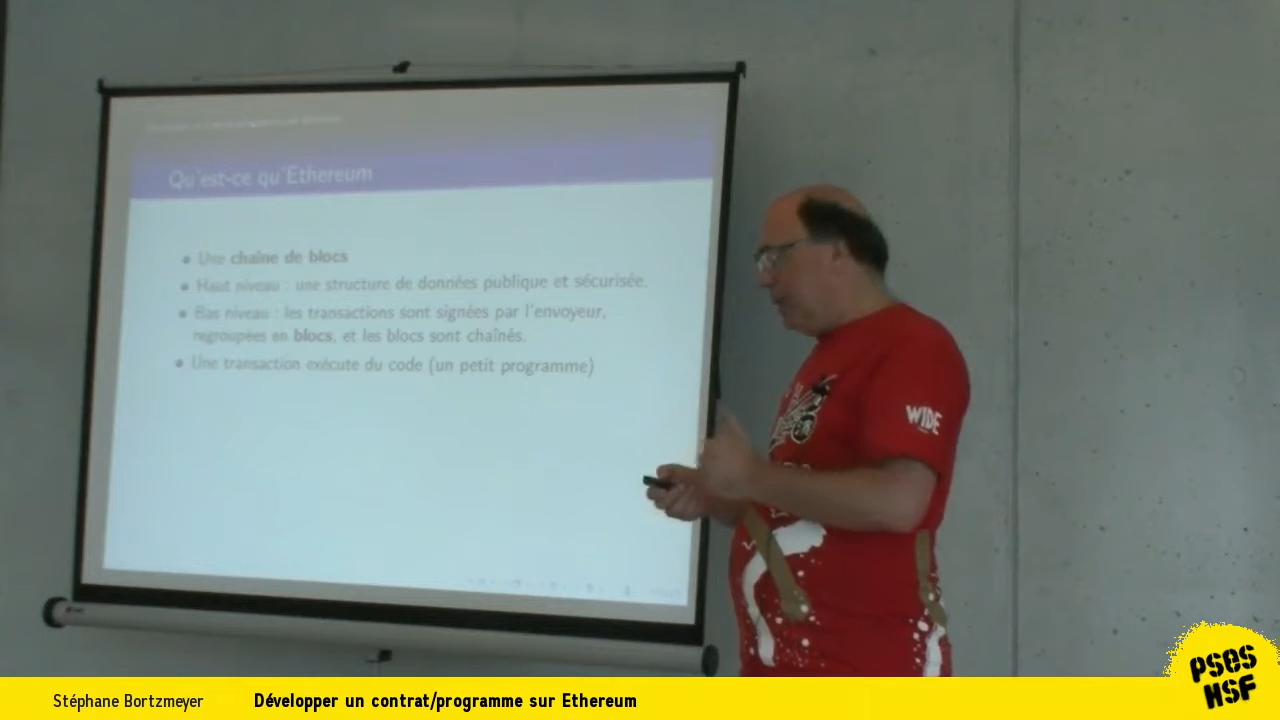 Qu'est-ce qu'Ethereum
Une chaîne de blocs
Haut niveau : une structure de données publique et sécurisée.
Bas niveau : les transactions sont signées par l'envoyeur,
regroupées en blocs, et les blocs sont chaînés.
Une transaction exécute du code (un petit programme)
WIDE
PSES
HSF
Stéphane Bortzmeyer
Développer un contrat/programme sur Ethereum